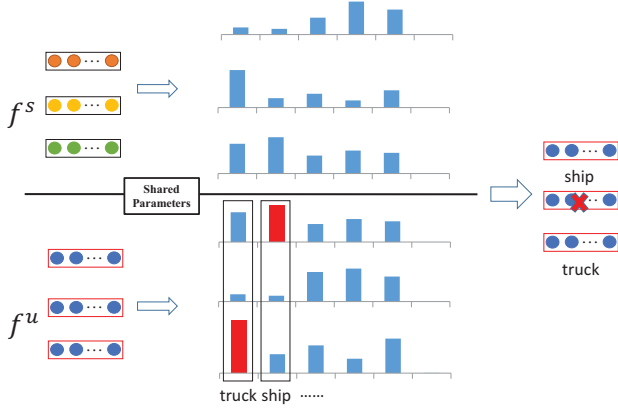 f^s
Shared
Parameters
ship
truck
f^u
truck ship ......